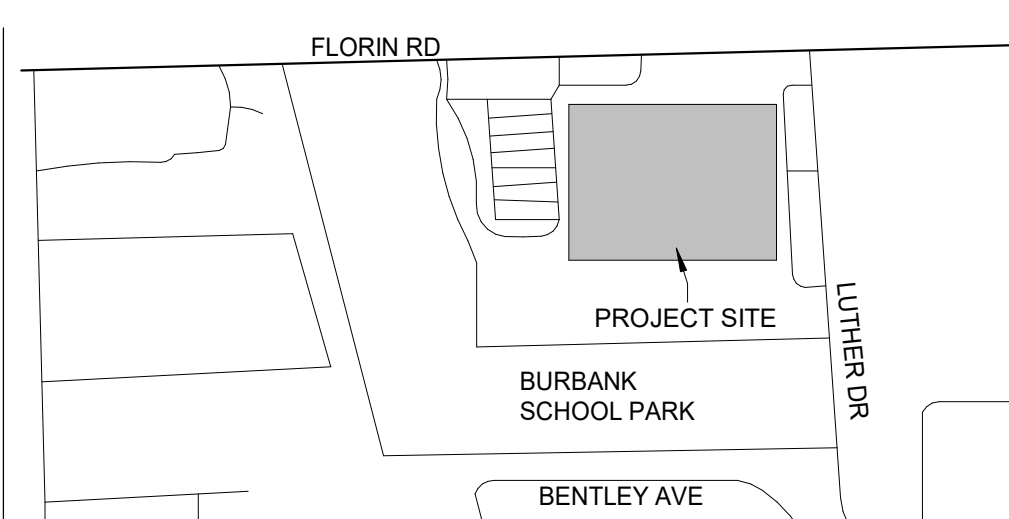 FLORIN RD
PROJECT SITE
LUTHER DR
BURBANK
SCHOOL PARK
BENTLEY AVE